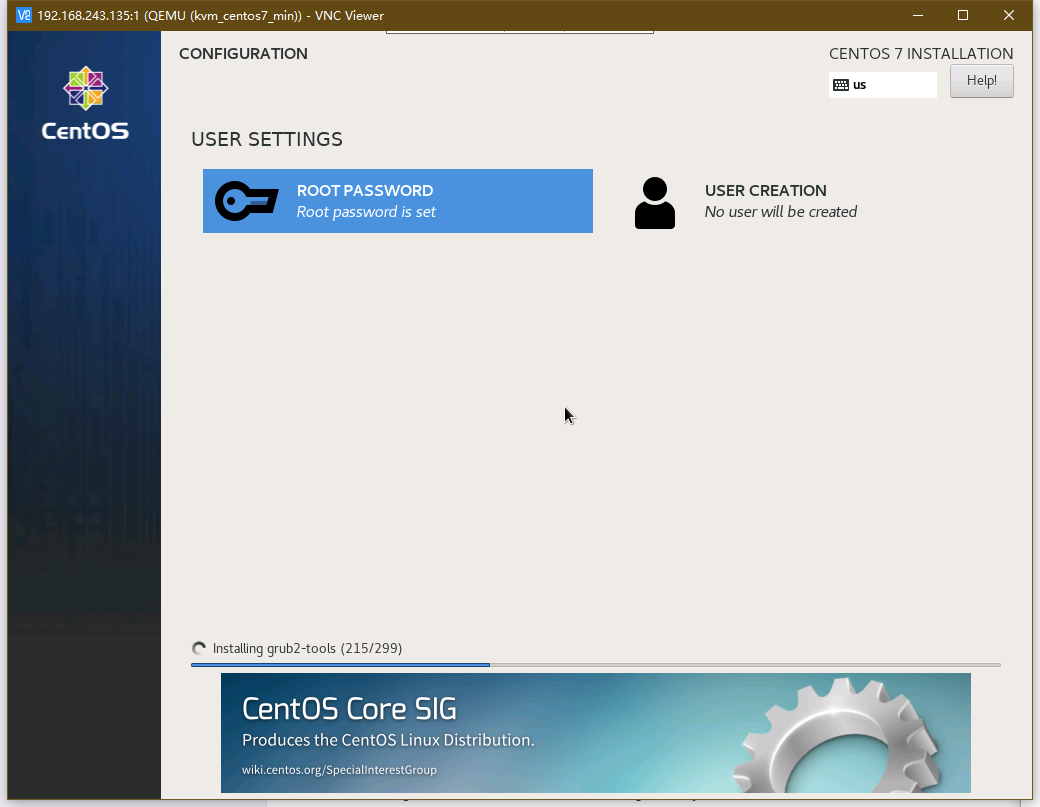 192.168.243.135:1 (QEMU (kvm_centos7_min)) - VNC Viewer
CentOS
CONFIGURATION
CENTOS 7 INSTALLATION
us
Help!
USER SETTINGS
ROOT PASSWORD
Root password is set
USER CREATION
No user will be created
Installing grub2-tools (215/299)
CentOS Core SIG
Produces the CentOS Linux Distribution.
wiki.centos.org/SpecialInterestGroup